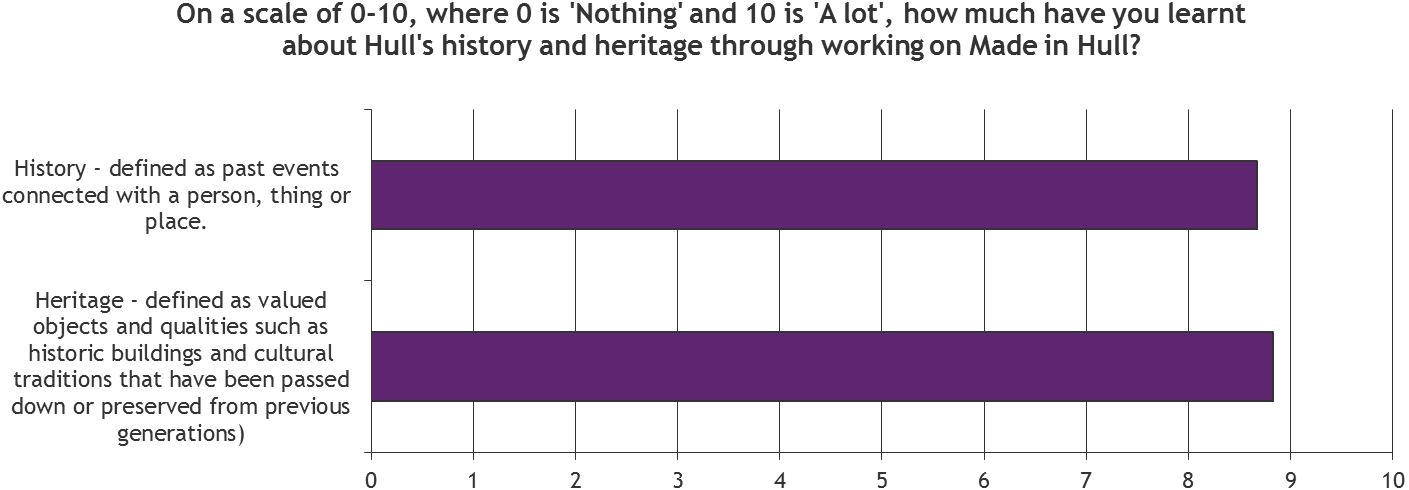 On a scale of 0-10, where 0 is 'Nothing' and 10 is 'A lot', how much have you learnt
about Hull's history and heritage through working on Made in Hull?
History - defined as past events
connected with a person, thing or
place.
Heritage - defined as valued
objects and qualities such as
historic buildings and cultural
traditions that have been passed
down or preserved from previous
generations)
0 1 2 3 4 5 6 7 8 9 10